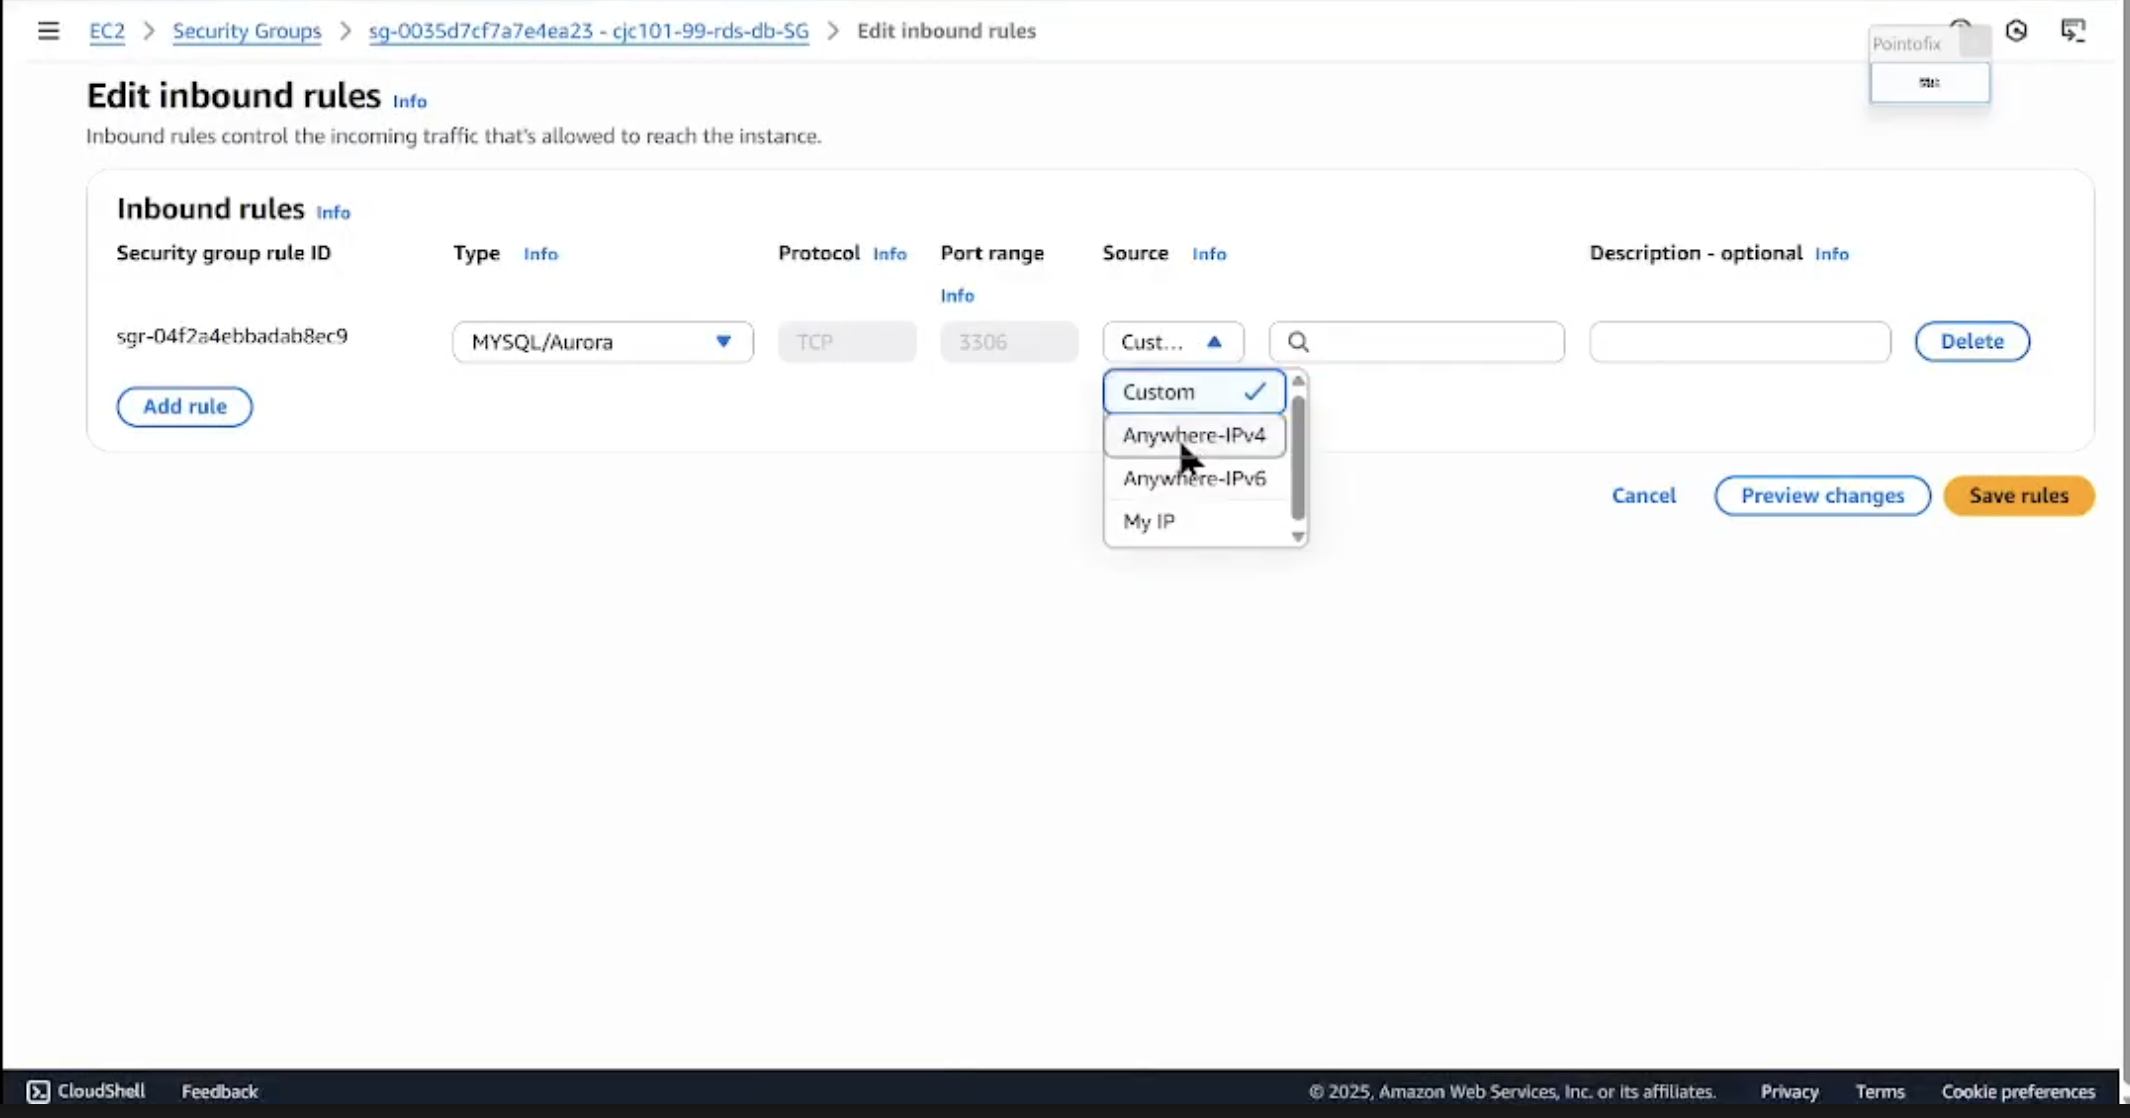 EC2 > Security Groups > sg-0035d7cf7a7e4ea23 - cjc101-99-rds-db-SG > Edit inbound rules
Pointofix
Edit inbound rules Info
Inbound rules control the incoming traffic that's allowed to reach the instance.
Inbound rules Info
Security group rule ID Type Info Protocol Info Port range Source Info Description - optional Info
Info
sgr-04f2a4ebbadab8ec9 MYSQL/Aurora TCP 3306 Cust... Delete
Custom
Add rule
Anywhere-IPv4
Anywhere-IPv6
Cancel Preview changes Save rules
My IP
CloudShell Feedback © 2025, Amazon Web Services, Inc. or its affiliates. Privacy Terms Cookie preferences